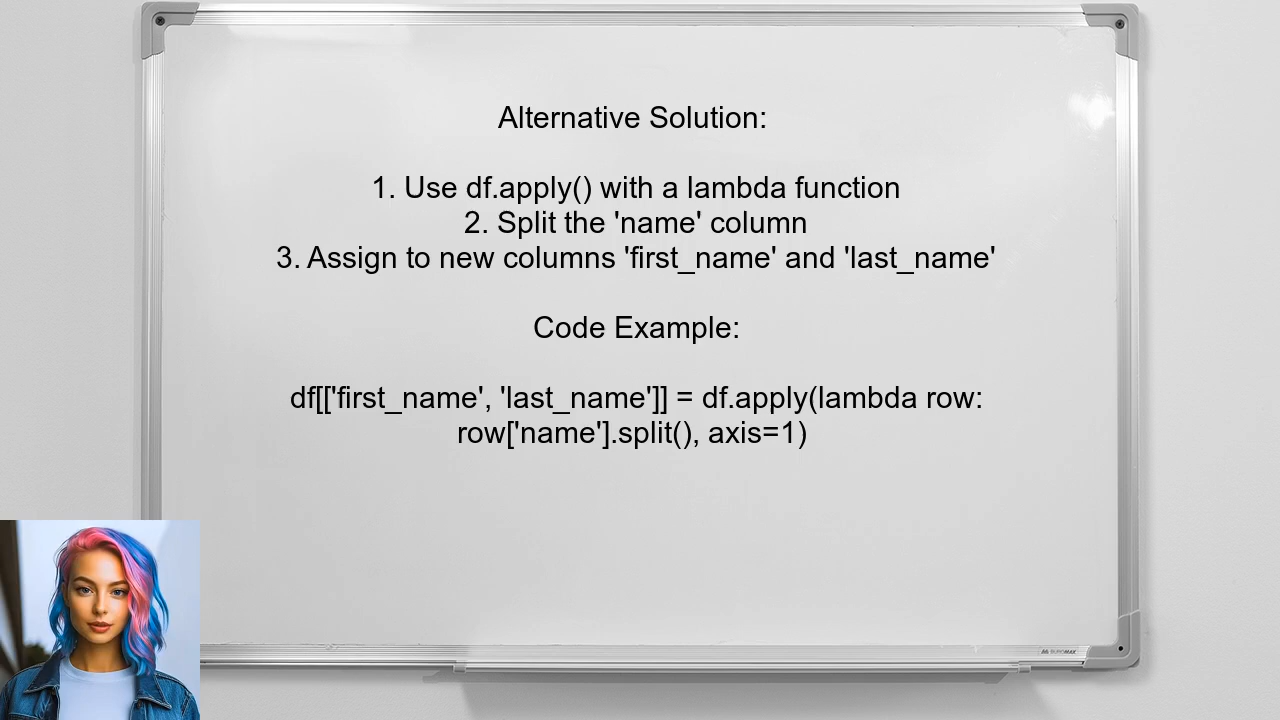 Alternative Solution:
1. Use df.apply() with a lambda function
2. Split the 'name' column
3. Assign to new columns 'first_name' and 'last_name'
Code Example:
df[['first_name', 'last_name']] = df.apply(lambda row:
row['name'].split(), axis=1)
BUROMAX